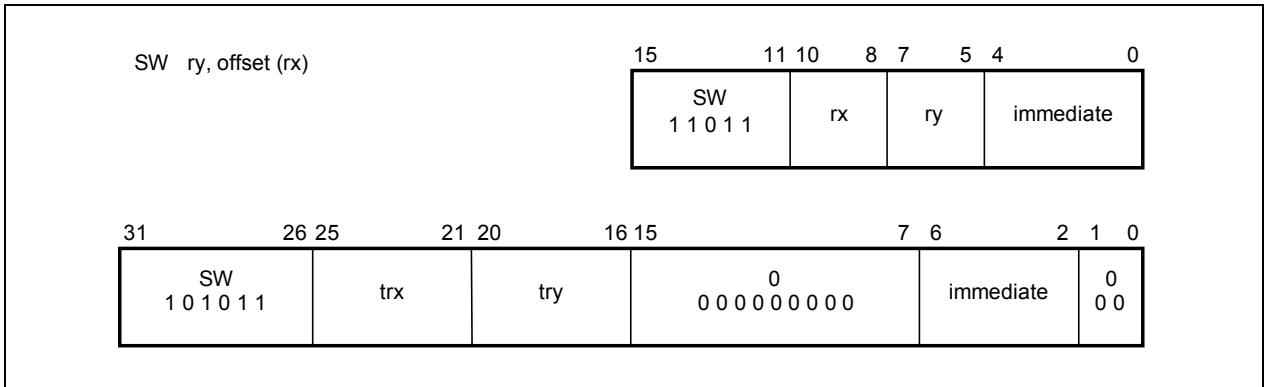 SW ry, offset (rx)
15 11 10 8 7 5 4 0
SW rx ry immediate
1 1 0 1 1
31 26 25 21 20 16 15 7 6 2 1 0
SW trx try 0 immediate 0
1 0 1 0 1 1 0 0 0 0 0 0 0 0 0 0 0